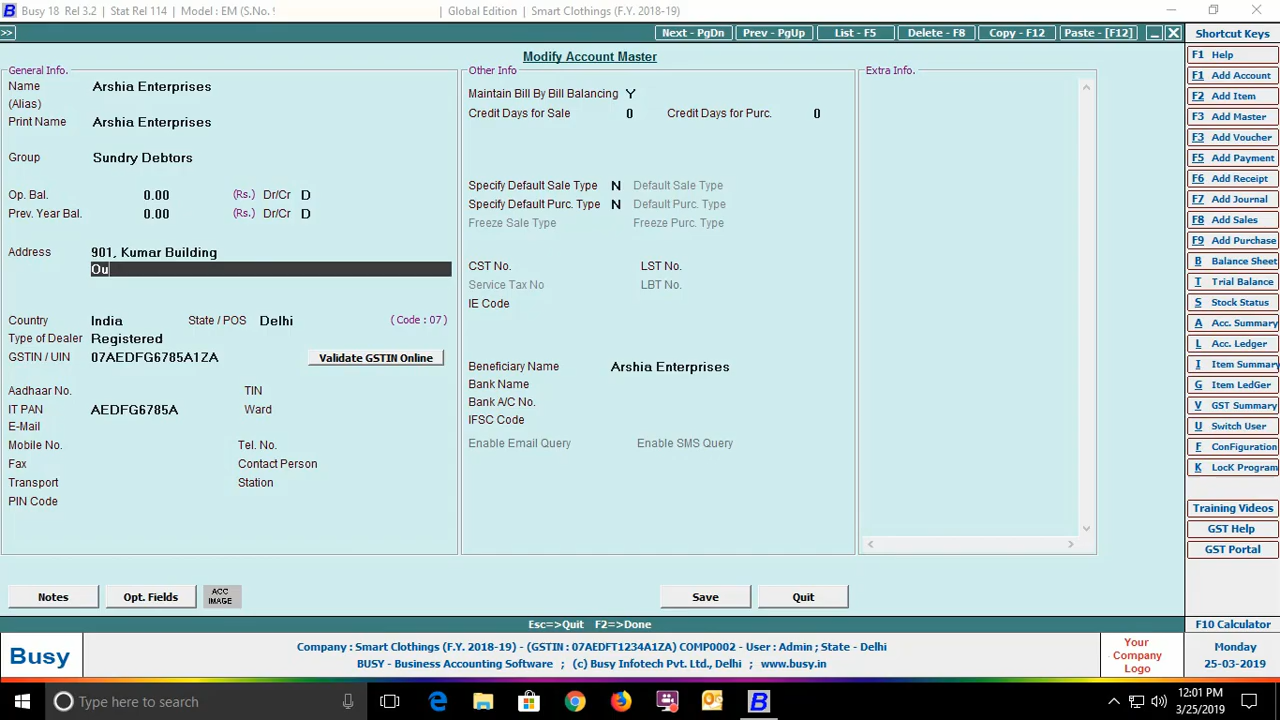 Busy 18 Rel 3.2 | Stat Rel 114 | Model : EM (S.No. | Global Edition | Smart Clothings (F.Y. 2018-19)
>> Next - PgDn Prev - PgUp List - F5 Delete - F8 Copy - F12 Paste - [F12]
Shortcut Keys
Modify Account Master
General Info.
Name Arshia Enterprises
(Alias)
Print Name Arshia Enterprises
Group Sundry Debtors
Op. Bal. 0.00 (Rs.) Dr/Cr D
Prev. Year Bal. 0.00 (Rs.) Dr/Cr D
Address 901, Kumar Building
Ou
Country India State / POS Delhi ( Code : 07 )
Type of Dealer Registered
GSTIN / UIN 07AEDFG6785A1ZA Validate GSTIN Online
Aadhaar No. TIN
IT PAN AEDFG6785A Ward
E-Mail
Mobile No. Tel. No.
Fax Contact Person
Transport Station
PIN Code
Other Info
Maintain Bill By Bill Balancing Y
Credit Days for Sale 0 Credit Days for Purc. 0
Specify Default Sale Type N Default Sale Type
Specify Default Purc. Type N Default Purc. Type
Freeze Sale Type Freeze Purc. Type
CST No. LST No.
Service Tax No LBT No.
IE Code
Beneficiary Name Arshia Enterprises
Bank Name
Bank A/C No.
IFSC Code
Enable Email Query Enable SMS Query
Extra Info.
Notes Opt. Fields ACC IMAGE Save Quit
Esc=>Quit F2=>Done
F1 Help
F1 Add Account
F2 Add Item
F3 Add Master
F3 Add Voucher
F5 Add Payment
F6 Add Receipt
F7 Add Journal
F8 Add Sales
F9 Add Purchase
B Balance Sheet
T Trial Balance
S Stock Status
A Acc. Summary
L Acc. Ledger
I Item Summary
G Item LedGer
V GST Summary
U Switch User
F ConFiguration
K LocK Program
Training Videos
GST Help
GST Portal
F10 Calculator
Busy
Company : Smart Clothings (F.Y. 2018-19) - (GSTIN : 07AEDFT1234A1ZA) COMP0002 - User : Admin ; State - Delhi
BUSY - Business Accounting Software ; (c) Busy Infotech Pvt. Ltd., Delhi ; www.busy.in
Your
Company
Logo
Monday
25-03-2019
Type here to search
12:01 PM
3/25/2019